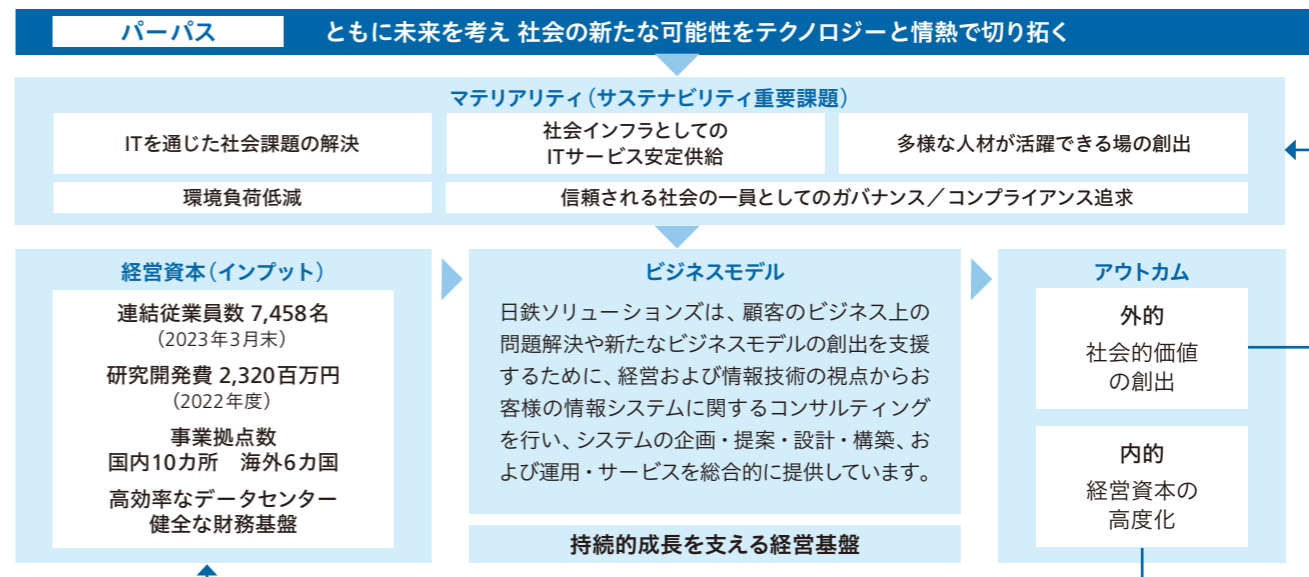 パーパス
ともに未来を考え 社会の新たな可能性をテクノロジーと情熱で切り拓く
マテリアリティ（サステナビリティ重要課題）
ITを通じた社会課題の解決
社会インフラとしての
ITサービス安定供給
多様な人材が活躍できる場の創出
環境負荷低減
信頼される社会の一員としてのガバナンス／コンプライアンス追求
経営資本（インプット）
連結従業員数 7,458名
（2023年3月末）
研究開発費 2,320百万円
（2022年度）
事業拠点数
国内10カ所　海外6カ国
高効率なデータセンター
健全な財務基盤
ビジネスモデル
日鉄ソリューションズは、顧客のビジネス上の
問題解決や新たなビジネスモデルの創出を支援
するために、経営および情報技術の視点からお
客様の情報システムに関するコンサルティング
を行い、システムの企画・提案・設計・構築、お
よび運用・サービスを総合的に提供しています。
持続的成長を支える経営基盤
アウトカム
外的
社会的価値
の創出
内的
経営資本の
高度化